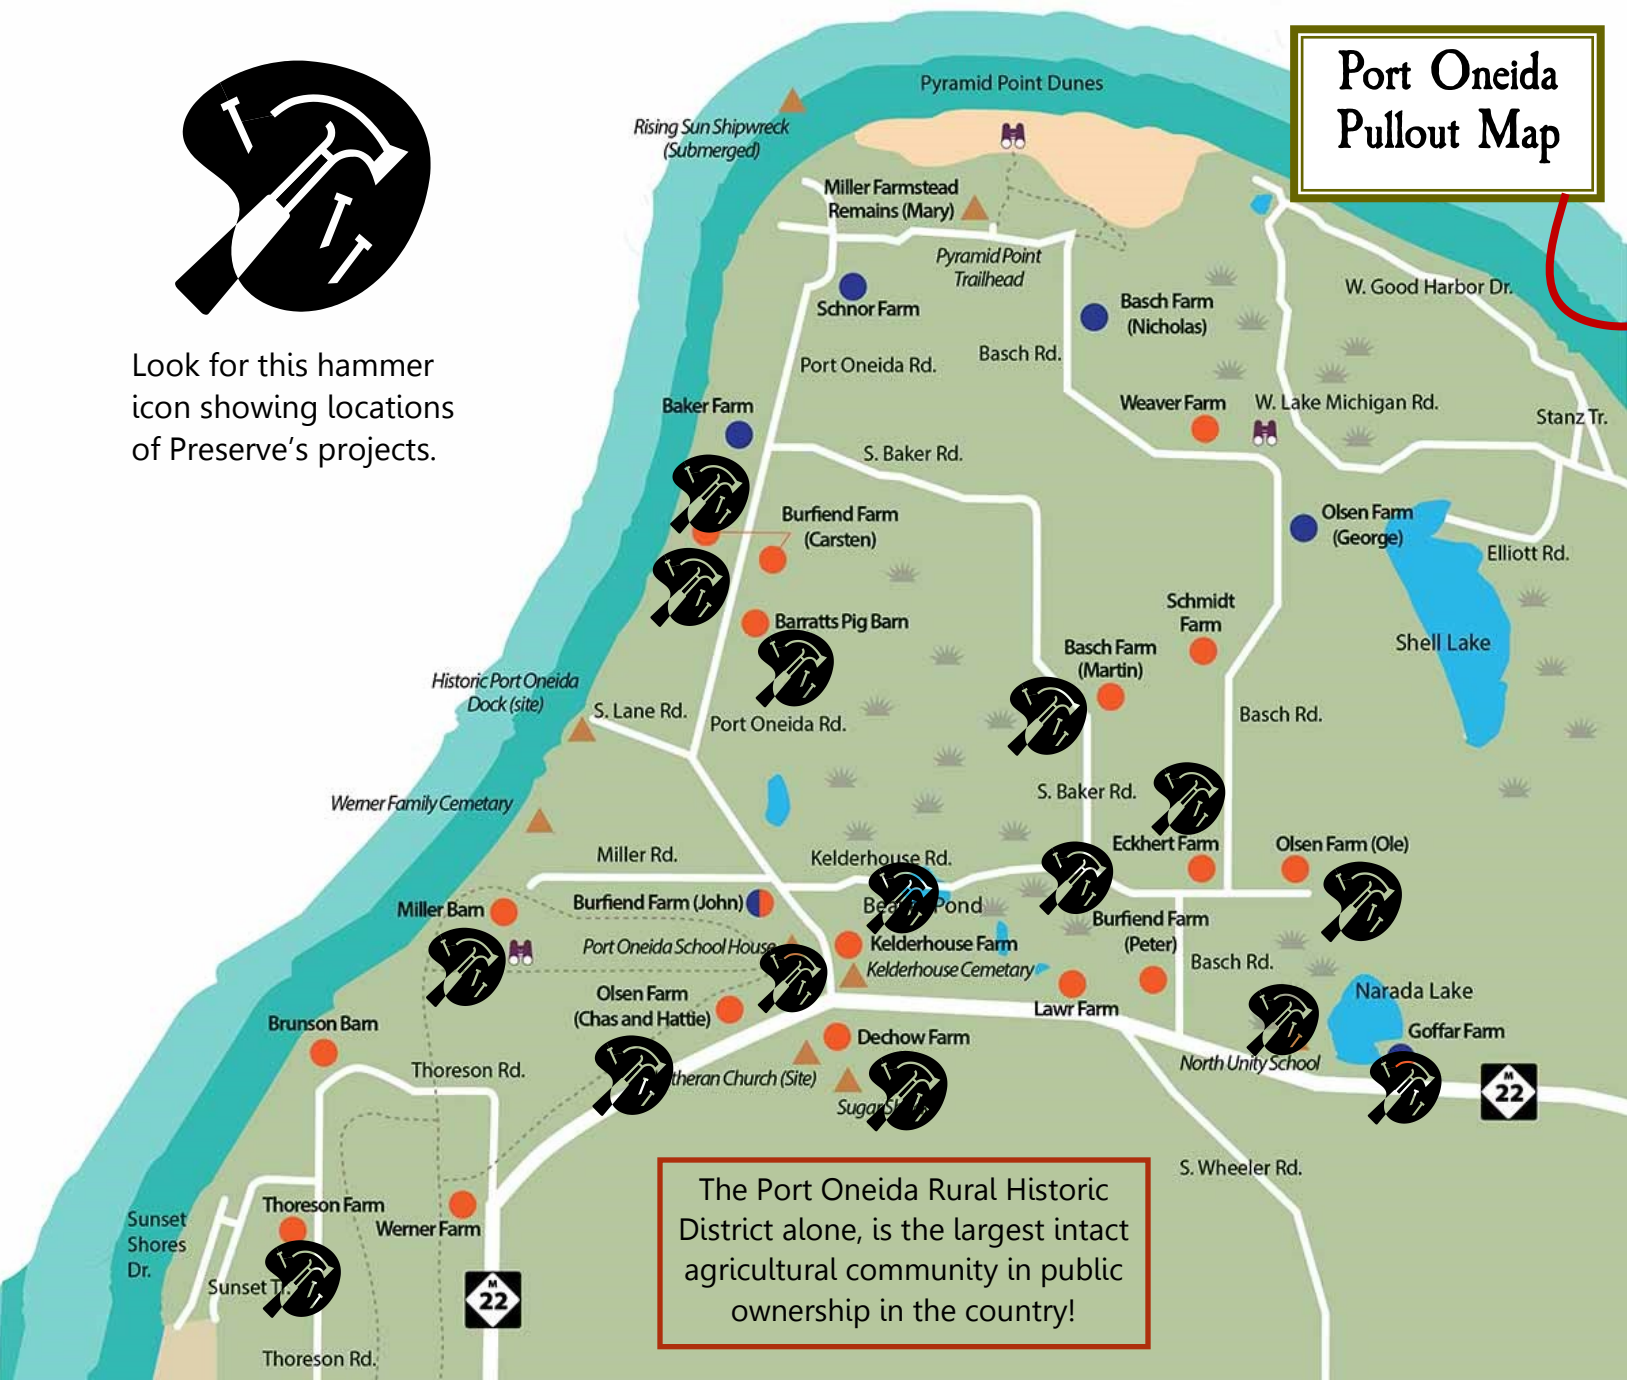 Port Oneida
Pullout Map
Look for this hammer
icon showing locations
of Preserve's projects.
Pyramid Point Dunes
Rising Sun Shipwreck
(Submerged)
Miller Farmstead
Remains (Mary)
Pyramid Point
Trailhead
W. Good Harbor Dr.
Schnor Farm
Basch Farm
(Nicholas)
Port Oneida Rd.
Basch Rd.
Baker Farm
Weaver Farm
W. Lake Michigan Rd.
Stanz Tr.
S. Baker Rd.
Burfiend Farm
(Carsten)
Olsen Farm
(George)
Elliott Rd.
Schmidt
Farm
Barratts Pig Barn
Shell Lake
Basch Farm
(Martin)
Historic Port Oneida
Dock (site)
S. Lane Rd.
Port Oneida Rd.
Basch Rd.
Werner Family Cemetary
S. Baker Rd.
Miller Rd.
Kelderhouse Rd.
Eckhert Farm
Olsen Farm (Ole)
Miller Barn
Burfiend Farm (John)
Pond
Burfiend Farm
(Peter)
Port Oneida School House
Kelderhouse Farm
Kelderhouse Cemetary
Basch Rd.
Olsen Farm
(Chas and Hattie)
Lawr Farm
Narada Lake
Goffar Farm
Brunson Barn
Dechow Farm
North Unity School
Thoreson Rd.
theran Church (Site)
Sugar
M
22
S. Wheeler Rd.
The Port Oneida Rural Historic
District alone, is the largest intact
agricultural community in public
ownership in the country!
Thoreson Farm
Werner Farm
Sunset
Shores
Dr.
Sunset Tr.
M
22
Thoreson Rd.